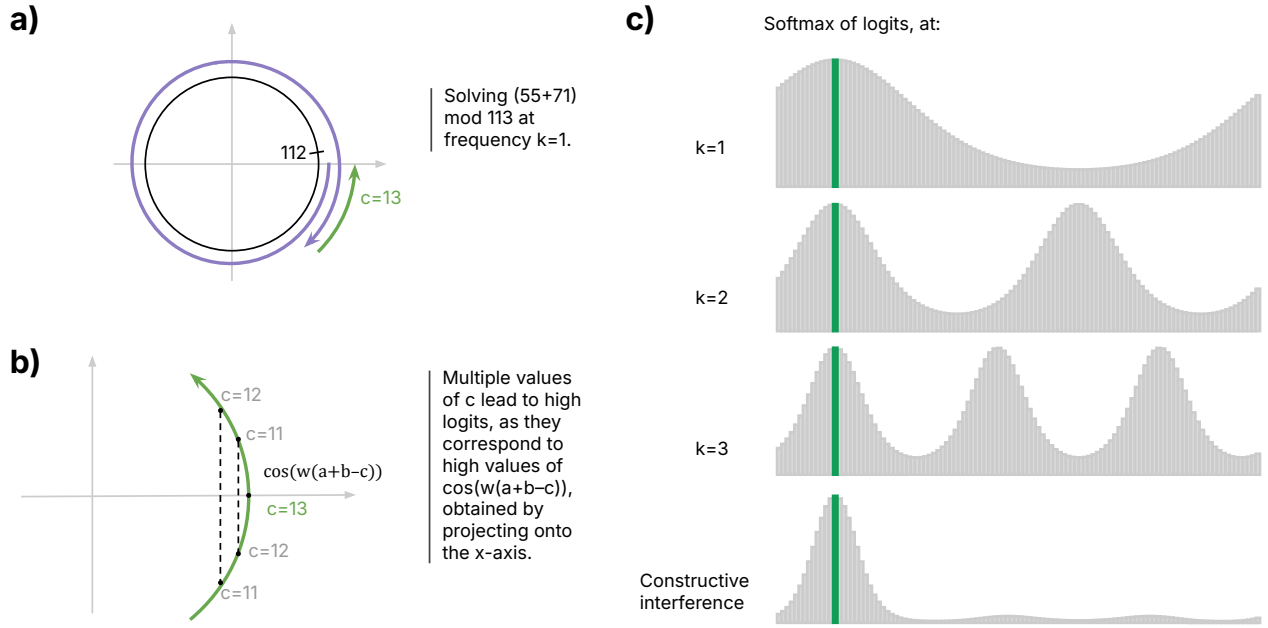 a)
Solving (55+71)
mod 113 at
frequency k=1.
112
c=13
b)
Multiple values
of c lead to high
logits, as they
correspond to
high values of
cos(w(a+b–c)),
obtained by
projecting onto
the x-axis.
c=12
c=11
cos(w(a+b–c))
c=13
c=12
c=11
c)
Softmax of logits, at:
k=1
k=2
k=3
Constructive
interference